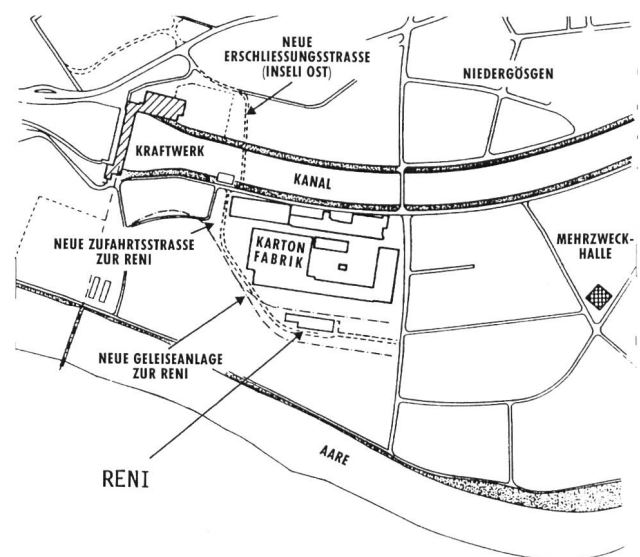 NEUE
ERSCHLIESSUNGSSTRASSE
(INSELI OST)
NIEDERGÖSGEN
KRAFTWERK
KANAL
NEUE ZUFAHRTSSTRASSE
ZUR RENI
KARTON
FABRIK
MEHRZWECK-
HALLE
NEUE GELEISEANLAGE
ZUR RENI
AARE
RENI